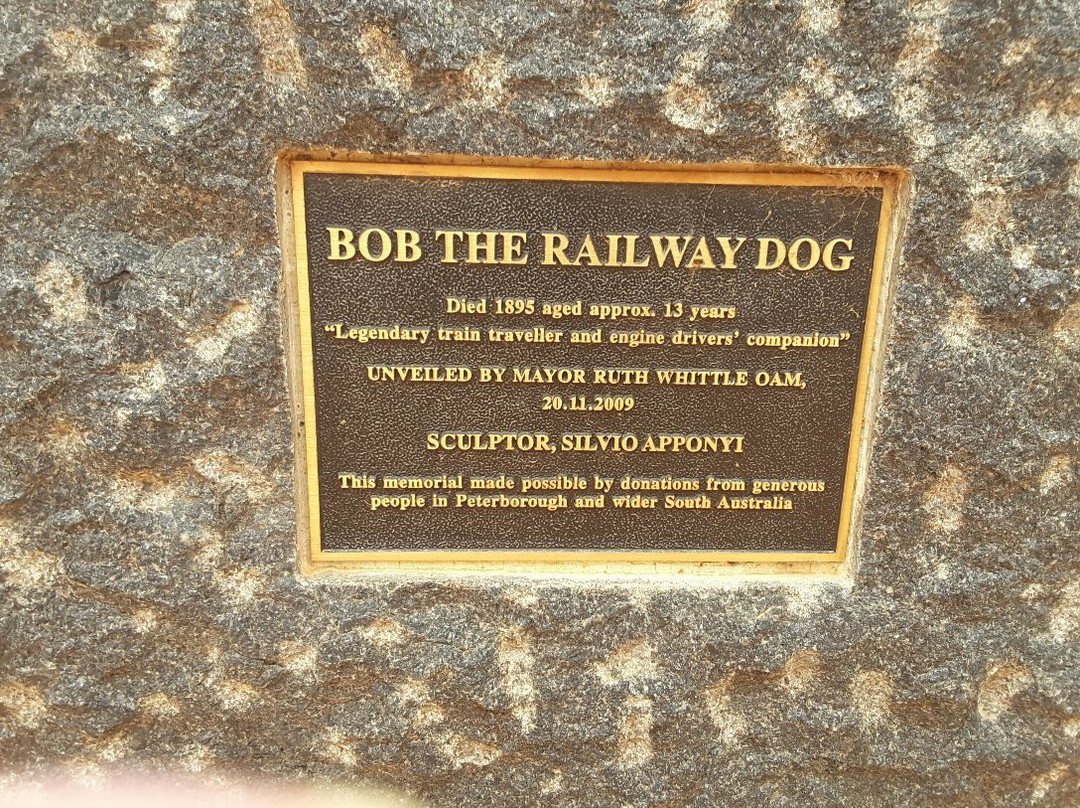 BOB THE RAILWAY DOG
Died 1895 aged approx. 13 years
“Legendary train traveller and engine drivers’ companion”
UNVEILED BY MAYOR RUTH WHITTLE OAM,
20.11.2009
SCULPTOR, SILVIO APPONYI
This memorial made possible by donations from generous
people in Peterborough and wider South Australia